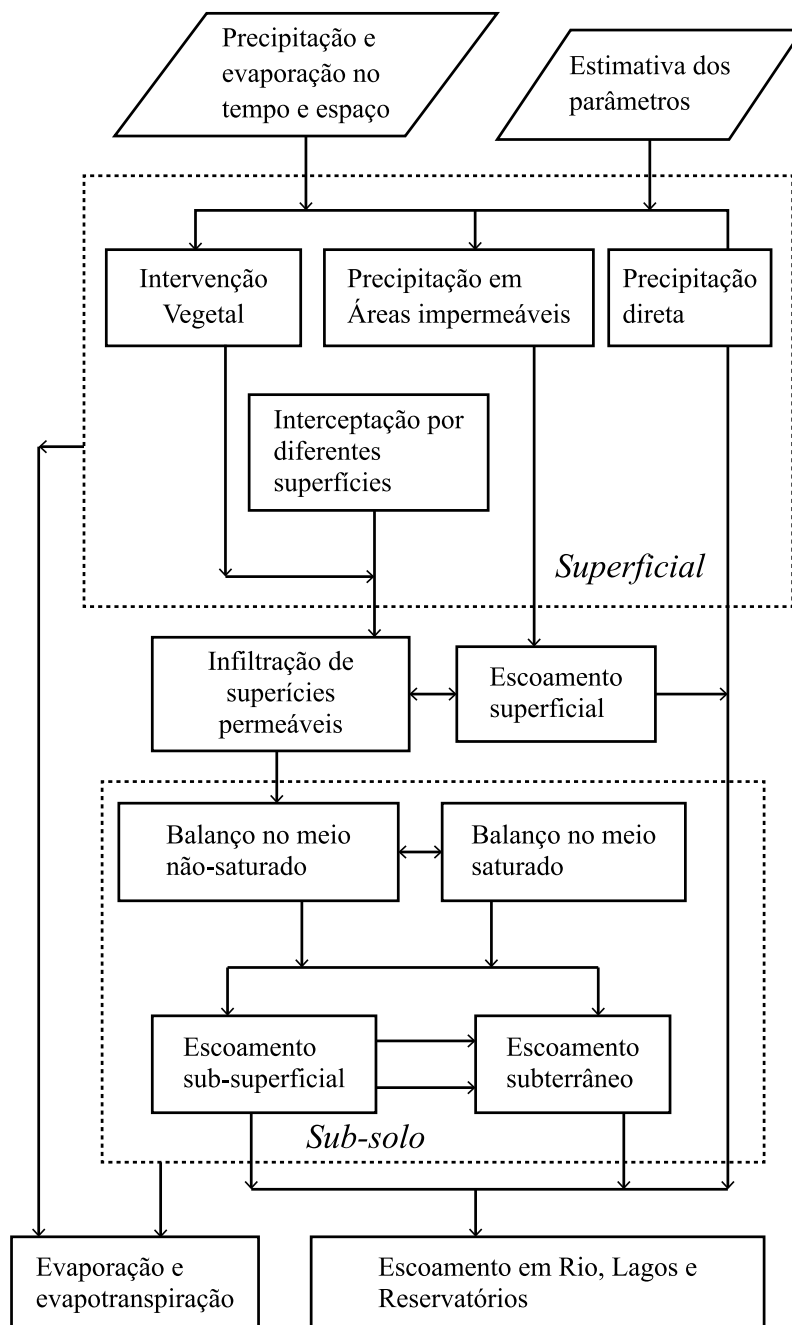 Precipitação e
evaporação no
tempo e espaço
Estimativa dos
parâmetros
Intervenção
Vegetal
Precipitação em
Áreas impermeáveis
Precipitação
direta
Interceptação por
diferentes
superfícies
Superficial
Infiltração de
superícies
permeáveis
Escoamento
superficial
Balanço no meio
não-saturado
Balanço no meio
saturado
Escoamento
sub-superficial
Escoamento
subterrâneo
Sub-solo
Evaporação e
evapotranspiração
Escoamento em Rio, Lagos e
Reservatórios